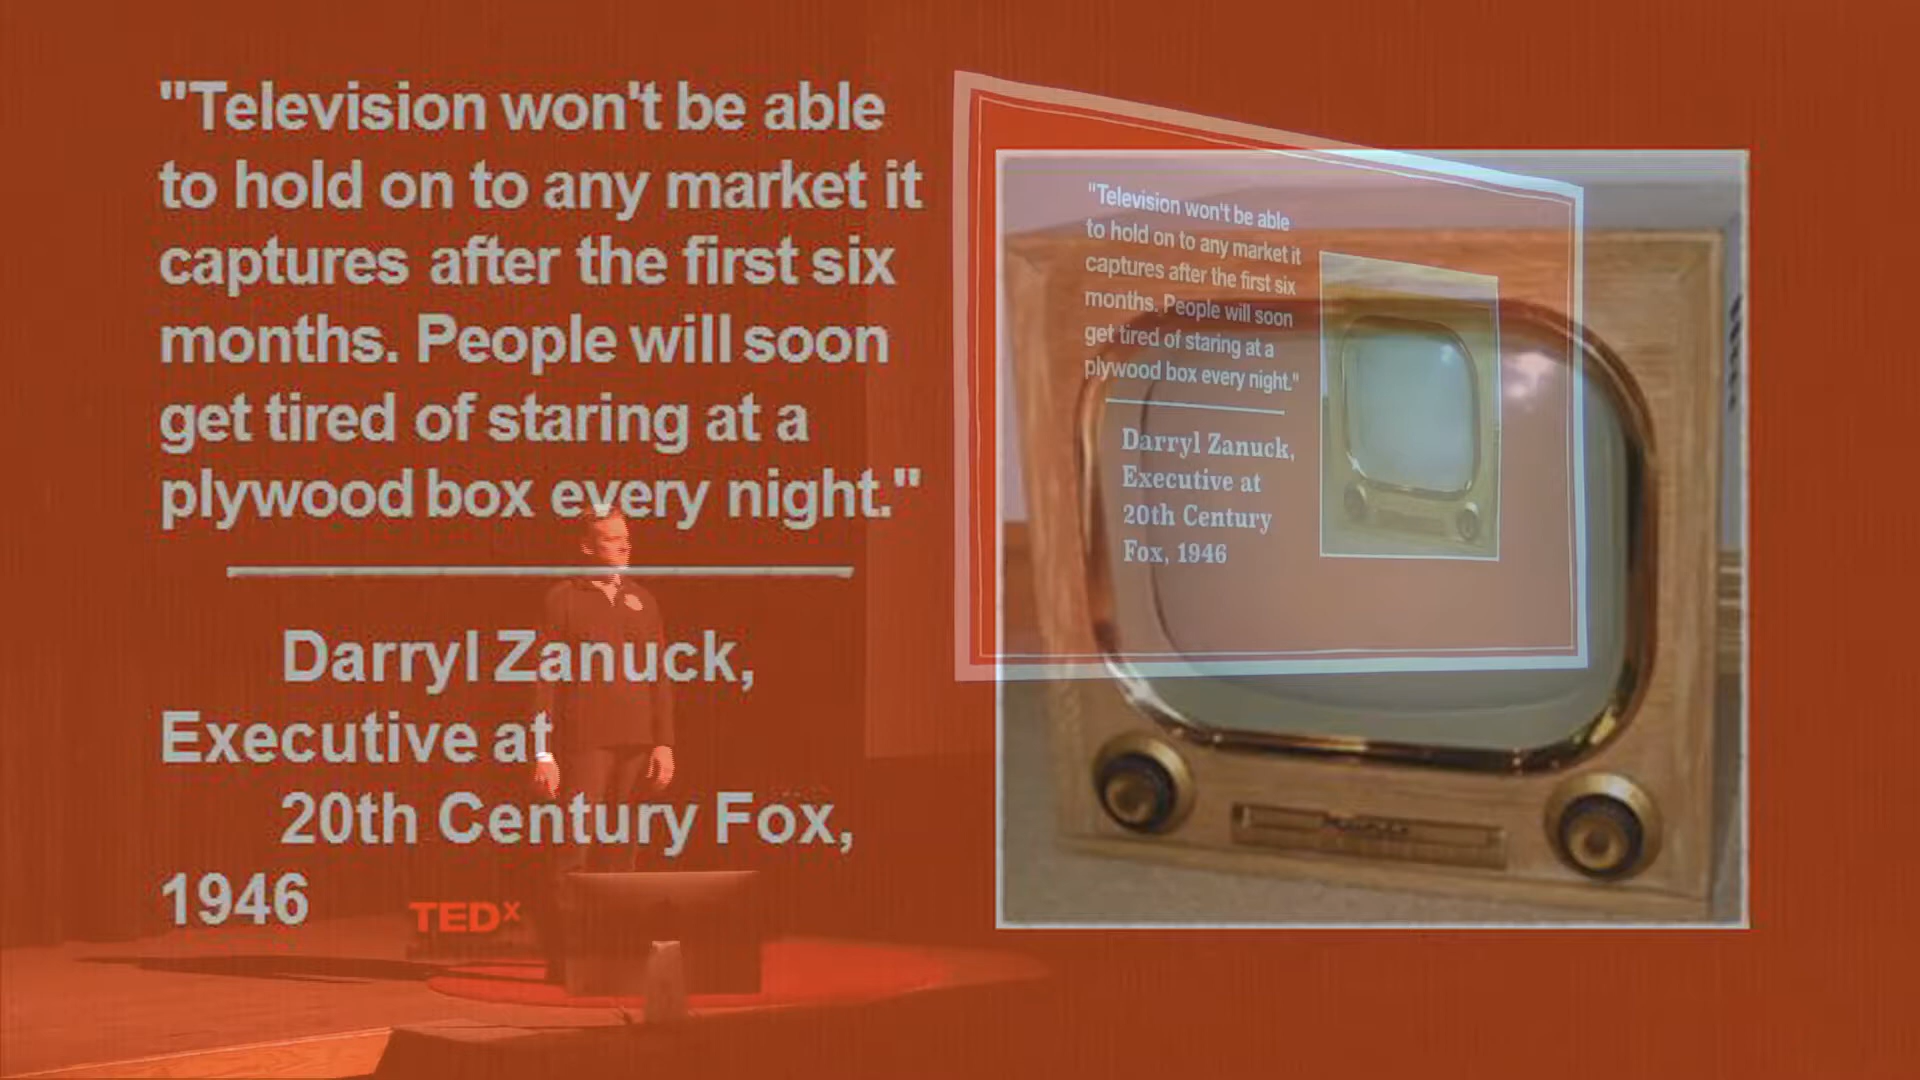 "Television won't be able
to hold on to any market it
captures after the first six
months. People will soon
get tired of staring at a
plywood box every night."
Darryl Zanuck,
Executive at
20th Century Fox,
1946
TEDx
"Television won't be able
to hold on to any market it
captures after the first six
months. People will soon
get tired of staring at a
plywood box every night."
Darryl Zanuck,
Executive at
20th Century
Fox, 1946